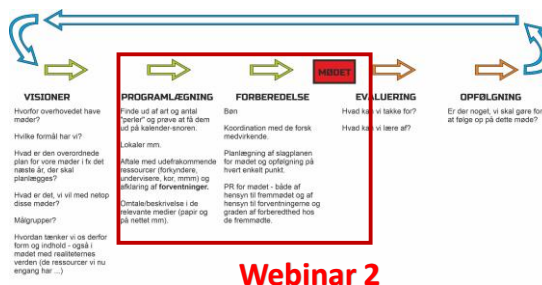 MØDET
VISIONER
Hvorfor overhovedet have
møder?
Hvilke formål har vi?
Hvad er den overordnede
plan for vore møder i fx det
næste år, der skal
planlægges?
Hvad er det, vi vil med netop
disse møder?
Målgrupper?
Hvordan tænker vi os derfor
form og indhold - også i
mødet med realiteternes
verden (de ressourcer vi nu
engang har ...)
PROGRAMLÆGNING
Finde ud af art og antal
"perler" og prøve at få dem
ud på kalender-snoren.
Lokaler mm.
Aftale med udefrakommende
ressourcer (forkyndere,
undervisere, kor, mmm) og
afklaring af forventninger.
Omtale/beskrivelse i de
relevante medier (papir og
på nettet mm).
FORBEREDELSE
Bøn
Koordination med de forsk
medvirkende.
Planlægning af slagplanen
for mødet og opfølgning på
hvert enkelt punkt.
PR for mødet - både af
hensyn til fremmødet og af
hensyn til forventningerne og
graden af forberedthed hos
de fremmødte.
EVALUERING
Hvad kan vi takke for?
Hvad kan vi lære af?
OPFØLGNING
Er der noget, vi skal gøre for
at følge op på dette møde?
Webinar 2